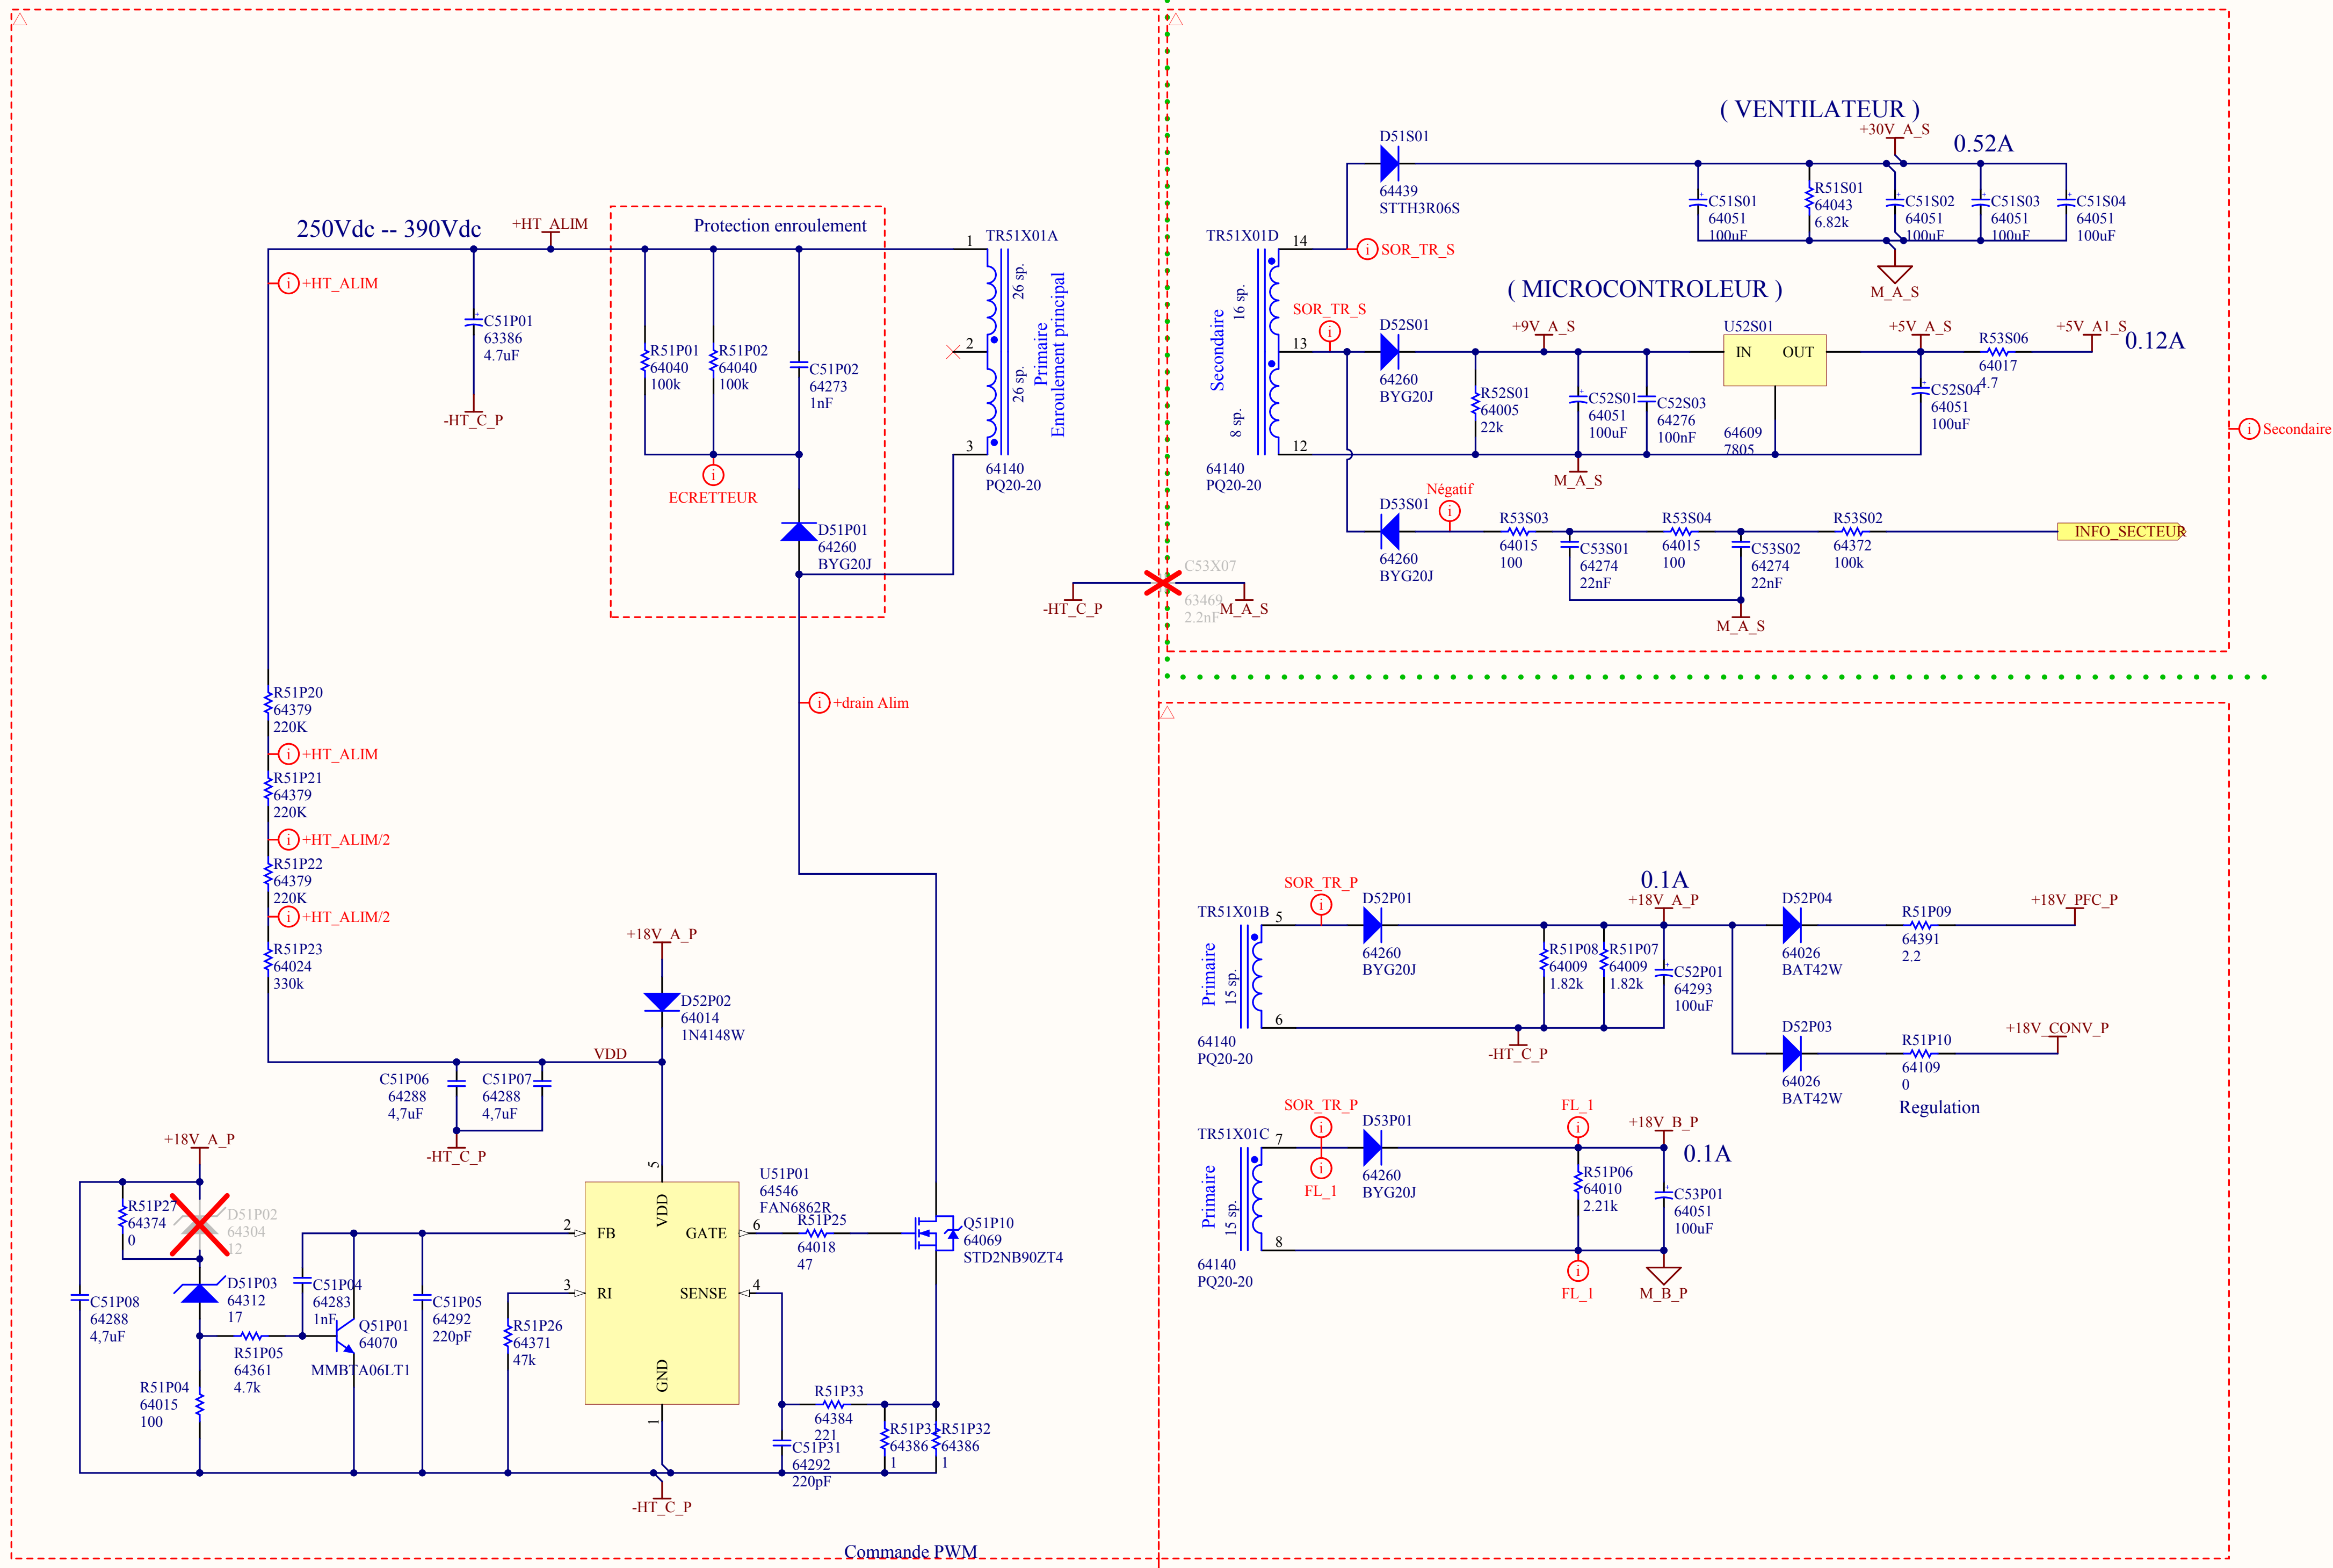 250Vdc -- 390Vdc
+HT_ALIM
Protection enroulement
+HT_ALIM
C51P01
63386
4.7uF
-HT_C_P
R51P01
64040
100k
R51P02
64040
100k
C51P02
64273
1nF
ECRETTEUR
D51P01
64260
BYG20J
TR51X01A
1
2
3
26 sp.
26 sp.
Primaire
Enroulement principal
64140
PQ20-20
+drain Alim
R51P20
64379
220K
+HT_ALIM
R51P21
64379
220K
+HT_ALIM/2
R51P22
64379
220K
+HT_ALIM/2
R51P23
64024
330k
+18V_A_P
D52P02
64014
1N4148W
VDD
C51P06
64288
4,7uF
C51P07
64288
4,7uF
-HT_C_P
+18V_A_P
R51P27
64374
0
D51P02
64304
12
C51P08
64288
4,7uF
D51P03
64312
17
R51P04
64015
100
R51P05
64361
4.7k
C51P04
64283
1nF
Q51P01
64070
MMBTA06LT1
C51P05
64292
220pF
R51P26
64371
47k
U51P01
64546
FAN6862R
5
VDD
2
FB
GATE
6
3
RI
SENSE
4
GND
1
R51P25
64018
47
Q51P10
64069
STD2NB90ZT4
R51P33
64384
221
C51P31
64292
220pF
R51P31
64386
1
R51P32
64386
1
-HT_C_P
Commande PWM
-HT_C_P
C53X07
63469
2.2nF
M_A_S
( VENTILATEUR )
+30V_A_S
0.52A
D51S01
64439
STTH3R06S
C51S01
64051
100uF
R51S01
64043
6.82k
C51S02
64051
100uF
C51S03
64051
100uF
C51S04
64051
100uF
M_A_S
TR51X01D
14
SOR_TR_S
13
12
16 sp.
8 sp.
Secondaire
64140
PQ20-20
( MICROCONTROLEUR )
SOR_TR_S
D52S01
64260
BYG20J
+9V_A_S
R52S01
64005
22k
C52S01
64051
100uF
C52S03
64276
100nF
U52S01
IN
OUT
64609
7805
+5V_A_S
C52S04
64051
100uF
R53S06
64017
4.7
+5V_A1_S
0.12A
M_A_S
Secondaire
D53S01
64260
BYG20J
Négatif
R53S03
64015
100
C53S01
64274
22nF
R53S04
64015
100
C53S02
64274
22nF
R53S02
64372
100k
INFO_SECTEUR
M_A_S
TR51X01B
5
6
Primaire
15 sp.
64140
PQ20-20
SOR_TR_P
D52P01
64260
BYG20J
0.1A
+18V_A_P
R51P08
64009
1.82k
R51P07
64009
1.82k
C52P01
64293
100uF
-HT_C_P
D52P04
64026
BAT42W
R51P09
64391
2.2
+18V_PFC_P
D52P03
64026
BAT42W
R51P10
64109
0
Regulation
+18V_CONV_P
TR51X01C
7
8
Primaire
15 sp.
64140
PQ20-20
SOR_TR_P
FL_1
D53P01
64260
BYG20J
FL_1
R51P06
64010
2.21k
FL_1
+18V_B_P
0.1A
C53P01
64051
100uF
M_B_P